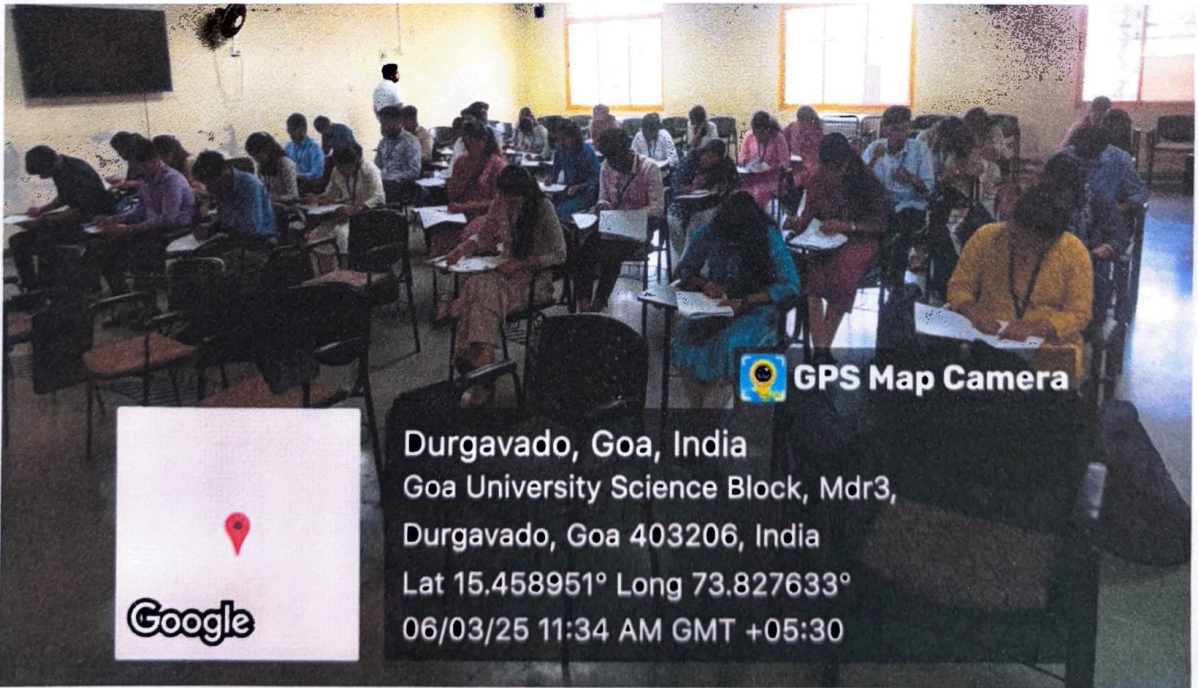 GPS Map Camera
Durgavado, Goa, India
Goa University Science Block, Mdr3,
Durgavado, Goa 403206, India
Lat 15.458951° Long 73.827633°
06/03/25 11:34 AM GMT +05:30
Google